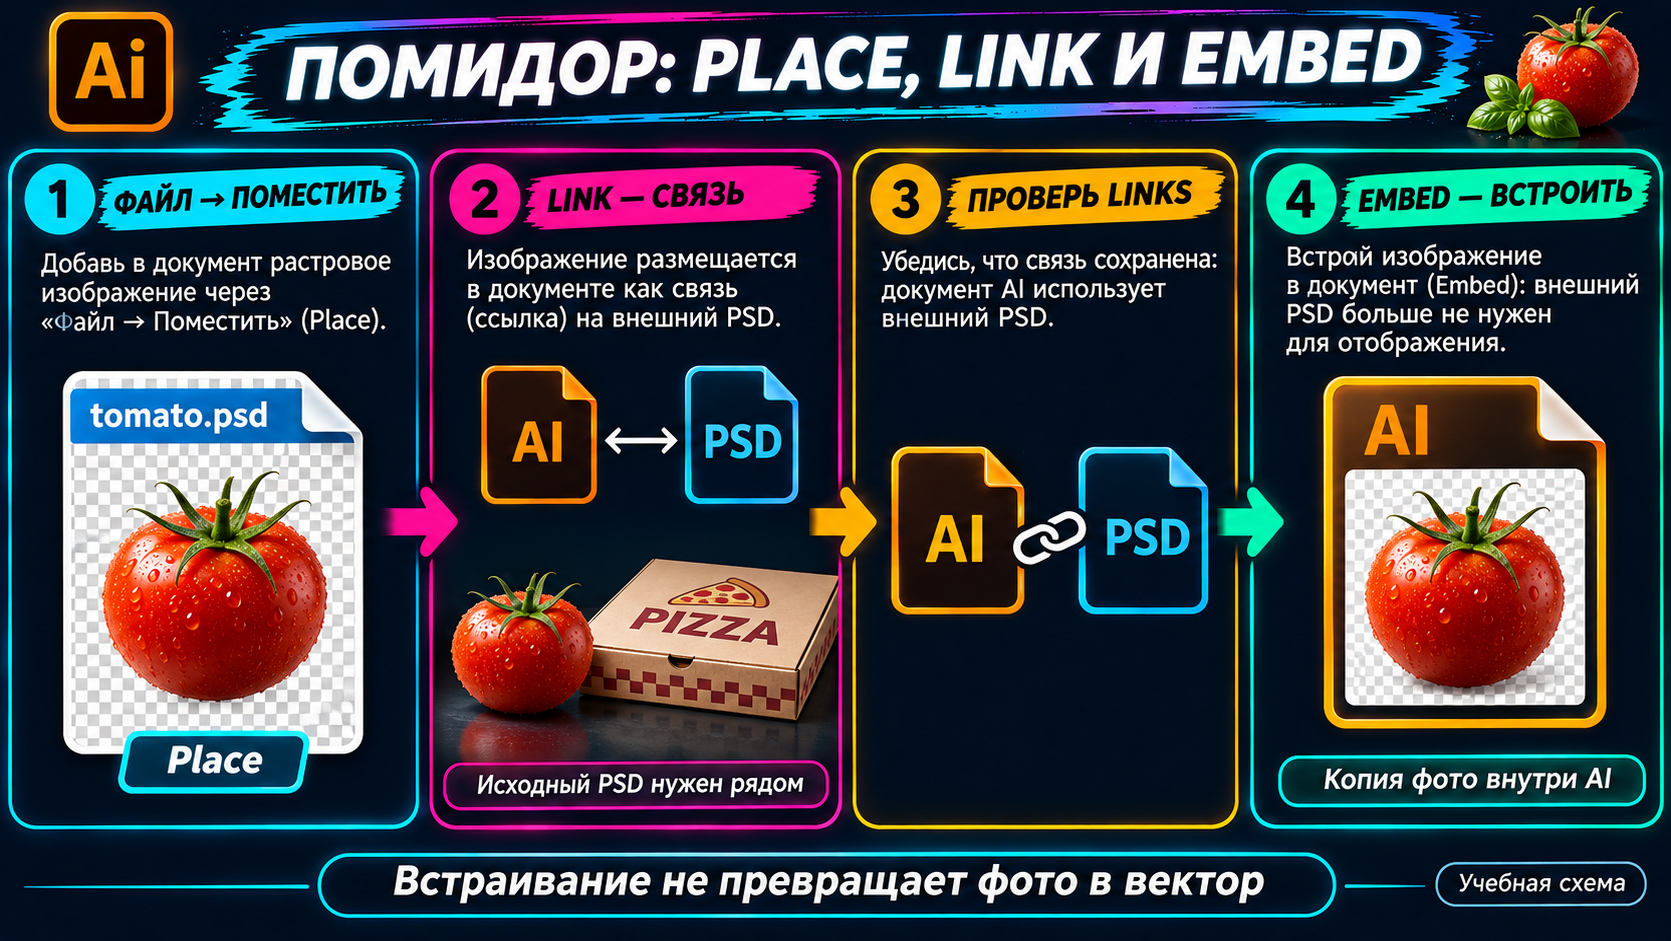 Ai
ПОМИДОР: PLACE, LINK И EMBED
1
ФАЙЛ → ПОМЕСТИТЬ
Добавь в документ растровое
изображение через
«Файл → Поместить» (Place).
tomato.psd
Place
2
LINK — СВЯЗЬ
Изображение размещается
в документе как связь
(ссылка) на внешний PSD.
AI
PSD
PIZZA
Исходный PSD нужен рядом
3
ПРОВЕРЬ LINKS
Убедись, что связь сохранена:
документ AI использует
внешний PSD.
AI
PSD
4
EMBED — ВСТРОИТЬ
Встрой изображение
в документ (Embed): внешний
PSD больше не нужен
для отображения.
AI
Копия фото внутри AI
Встраивание не превращает фото в вектор
Учебная схема